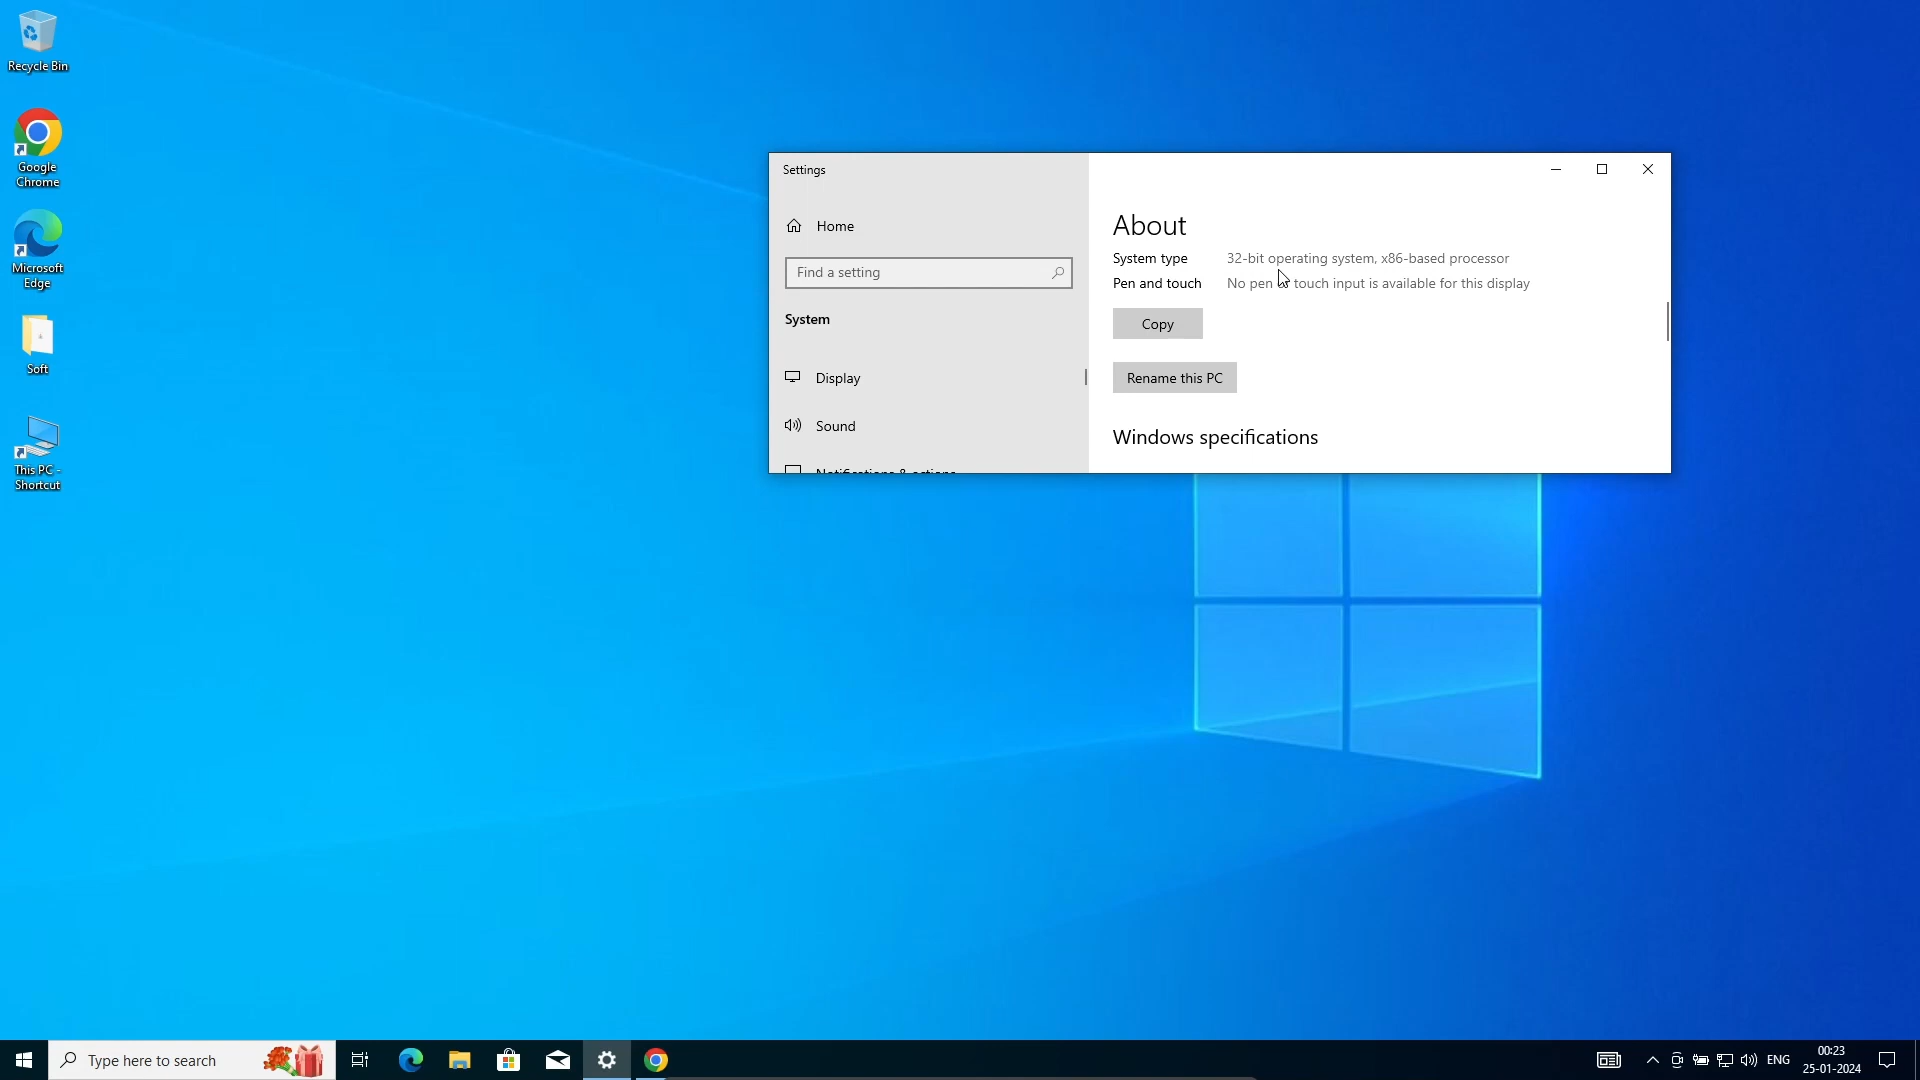 Recycle Bin
Google
Chrome
Microsoft
Edge
Soft
This PC -
Shortcut
Settings
Home
Find a setting
System
Display
Sound
Notifications & actions
About
System type 32-bit operating system, x86-based processor
Pen and touch No pen touch input is available for this display
Copy
Rename this PC
Windows specifications
Type here to search
ENG
00:23
25-01-2024